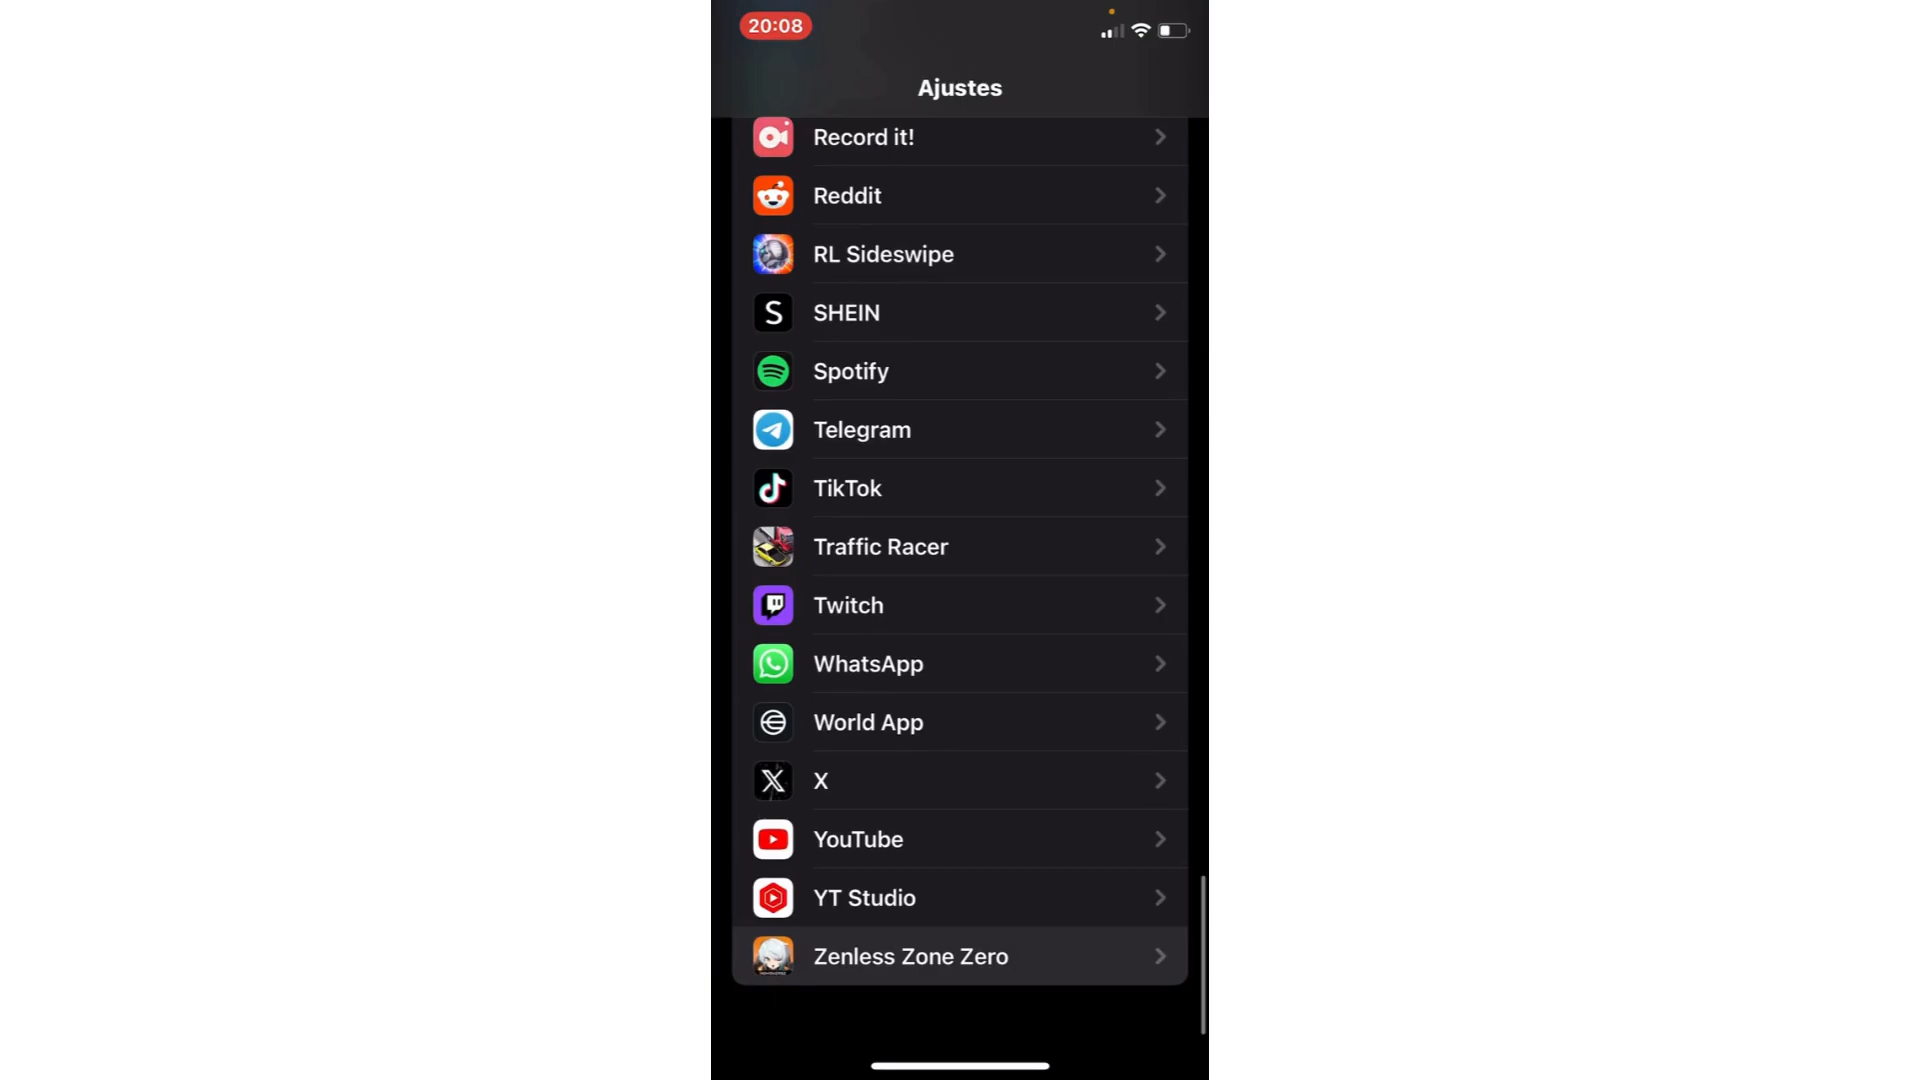 20:08
Ajustes
Record it!
Reddit
RL Sideswipe
S
SHEIN
Spotify
Telegram
TikTok
Traffic Racer
Twitch
WhatsApp
World App
X
YouTube
YT Studio
Zenless Zone Zero